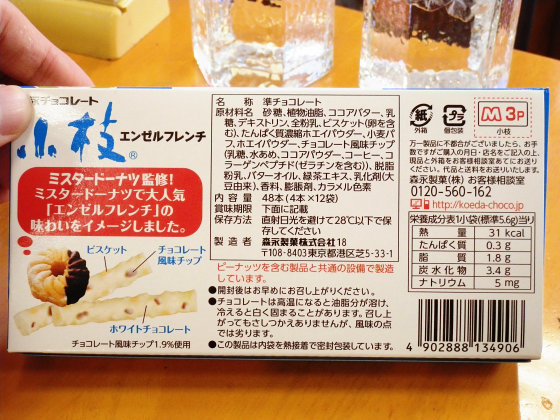 チョコレート
小枝® エンゼルフレンチ
ミスタードーナツ監修!
ミスタードーナツで大人気
「エンゼルフレンチ」の
味わいをイメージしました。
ビスケット
チョコレート
風味チップ
ホワイトチョコレート
チョコレート風味チップ1.9%使用
名称 準チョコレート
原材料名 砂糖、植物油脂、ココアバター、乳
糖、デキストリン、全粉乳、ビスケット(卵を含
む)、たんぱく質濃縮ホエイパウダー、小麦パ
フ、ホエイパウダー、チョコレート風味チップ
(乳糖、水あめ、ココアパウダー、コーヒー、コ
ラーゲンペプチド(ゼラチンを含む))、脱脂
粉乳、バターオイル、緑茶エキス、乳化剤(大
豆由来)、香料、膨脹剤、カラメル色素
内容量 48本(4本×12袋)
賞味期限 下面に記載
保存方法 直射日光を避けて28℃以下で保
存してください
製造者 森永製菓株式会社18
〒108-8403東京都港区芝5-33-1
ピーナッツを含む製品と共通の設備で製造
しています。
●開封後はお早めにお召し上がりください。
●チョコレートは高温になると油脂分が溶け、
冷えると白く固まることがあります。召し上
がってもさしつかえありませんが、風味の点
では劣ります。
●この製品は内袋を熱接着で密封包装しています。
紙
外箱
プラ
個包装
M 3P
小枝
万一製品に不都合がございましたら、お手
数ですがご購入の月日・店名をご記入の上、
現品と外箱をお客様相談室までにお送りく
ださい。代品と送料をお送りいたします。
森永製菓(株)お客様相談室
0120-560-162
http://koeda-choco.jp
栄養成分表1小袋(標準5.6g)当り
熱量 31 kcal
たんぱく質 0.3 g
脂質 1.8 g
炭水化物 3.4 g
ナトリウム 5 mg
4 902888 134906